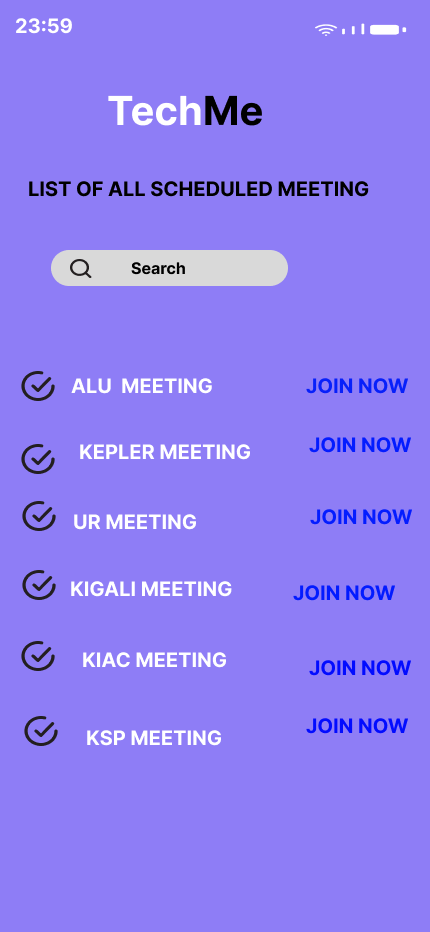 23:59
TechMe
LIST OF ALL SCHEDULED MEETING
Search
ALU MEETING JOIN NOW
KEPLER MEETING JOIN NOW
UR MEETING JOIN NOW
KIGALI MEETING JOIN NOW
KIAC MEETING JOIN NOW
KSP MEETING JOIN NOW